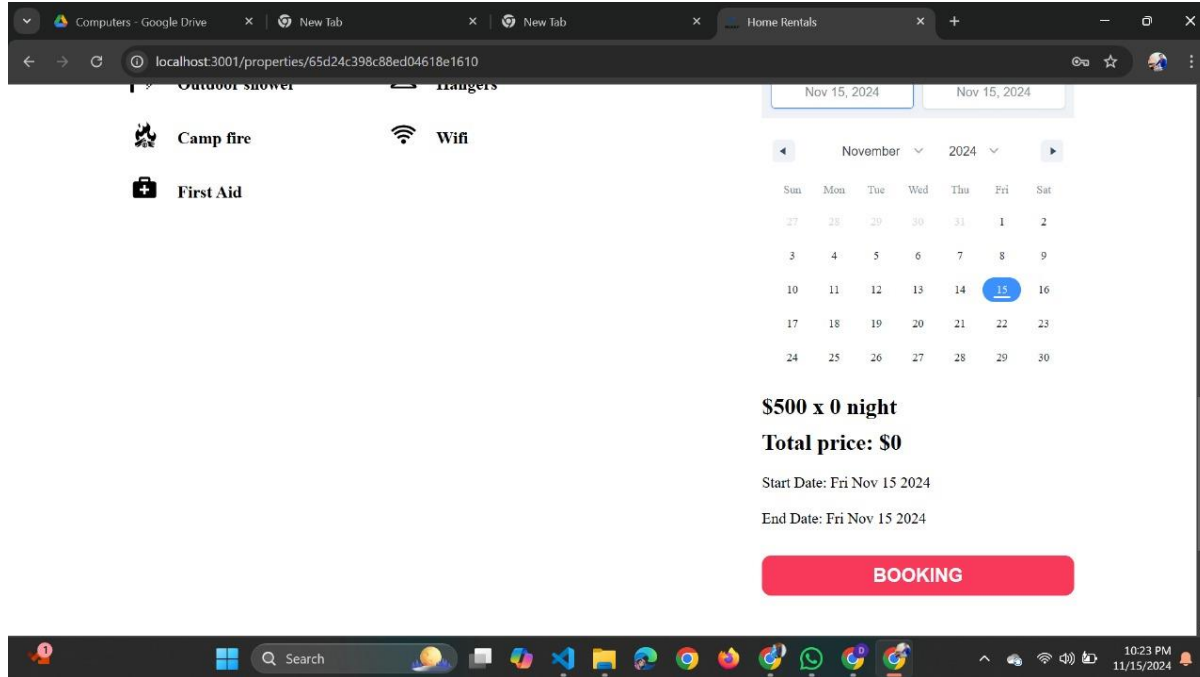 Computers - Google Drive
New Tab
New Tab
Home Rentals
localhost:3001/properties/65d24c398c88ed04618e1610
Outdoor shower
Hangers
Camp fire
Wifi
First Aid
Nov 15, 2024
Nov 15, 2024
November
2024
Sun Mon Tue Wed Thu Fri Sat
27 28 29 30 31 1 2
3 4 5 6 7 8 9
10 11 12 13 14 15 16
17 18 19 20 21 22 23
24 25 26 27 28 29 30
$500 x 0 night
Total price: $0
Start Date: Fri Nov 15 2024
End Date: Fri Nov 15 2024
BOOKING
1
Search
10:23 PM
11/15/2024